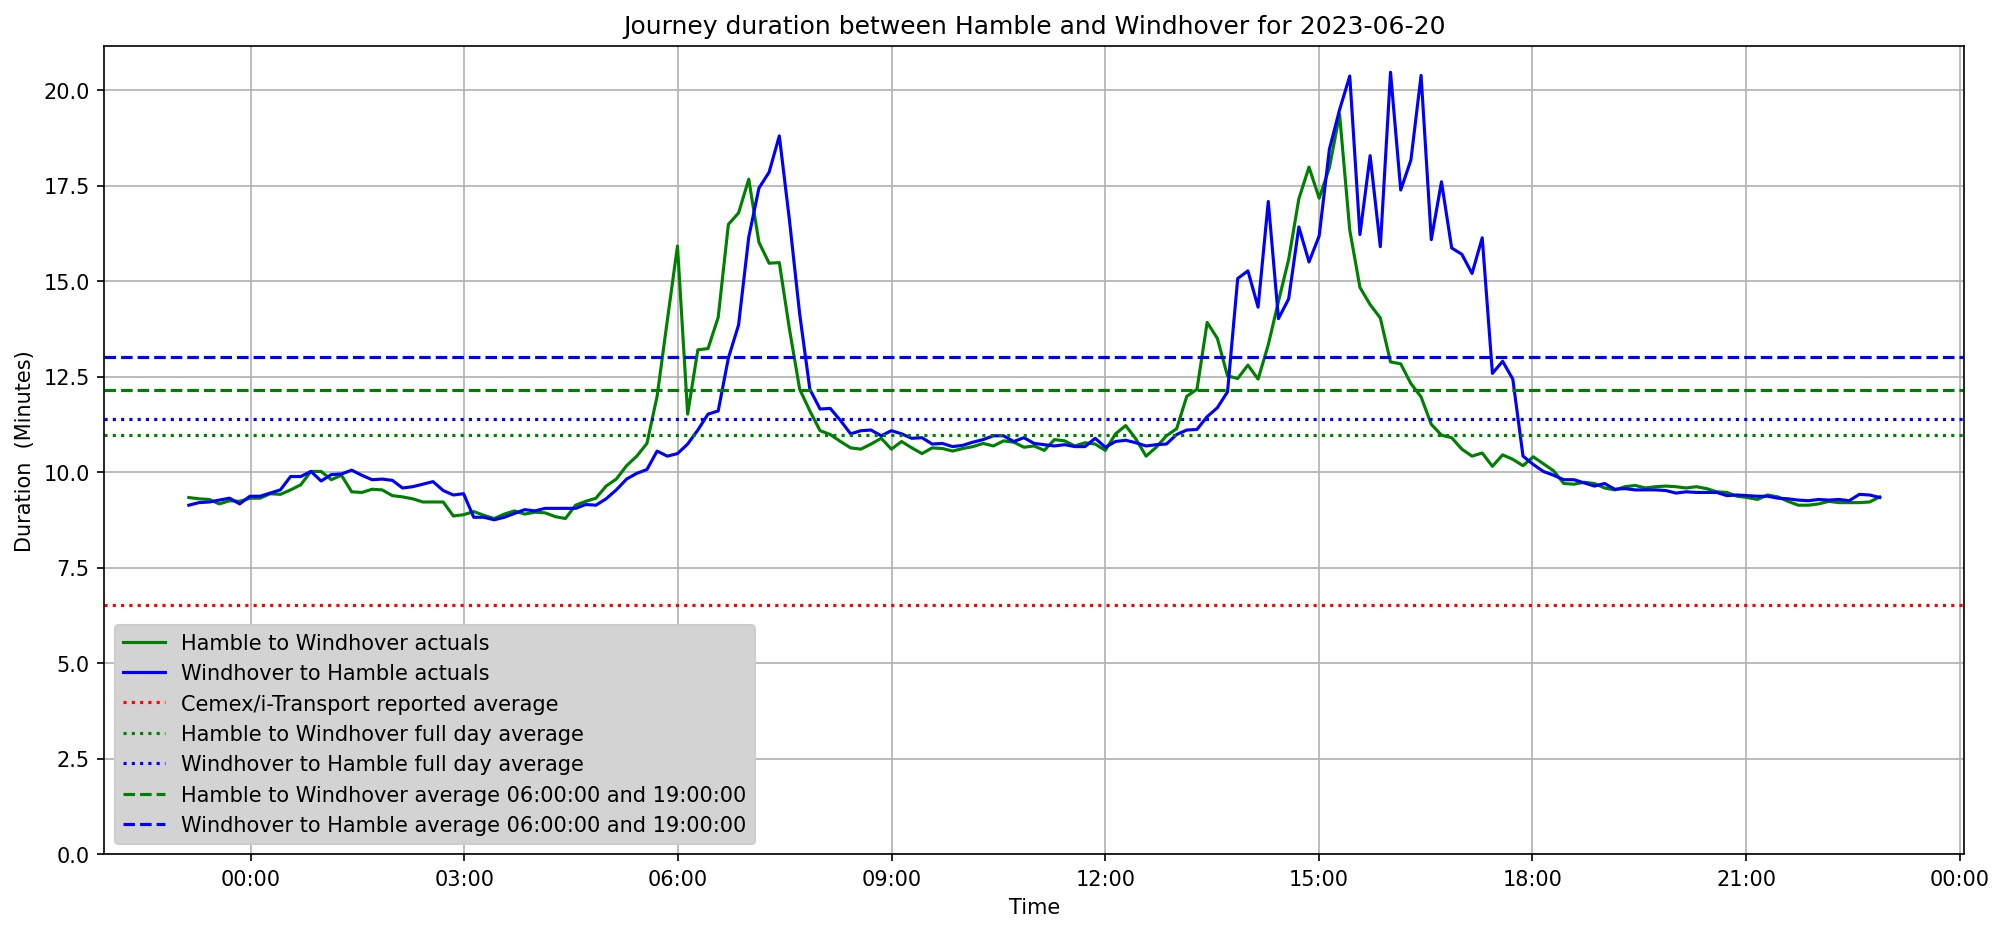 Journey duration between Hamble and Windhover for 2023-06-20
20.0
17.5
15.0
12.5
10.0
7.5
5.0
2.5
0.0
Duration (Minutes)
Hamble to Windhover actuals
Windhover to Hamble actuals
Cemex/i-Transport reported average
Hamble to Windhover full day average
Windhover to Hamble full day average
Hamble to Windhover average 06:00:00 and 19:00:00
Windhover to Hamble average 06:00:00 and 19:00:00
00:00 03:00 06:00 09:00 12:00 15:00 18:00 21:00 00:00
Time